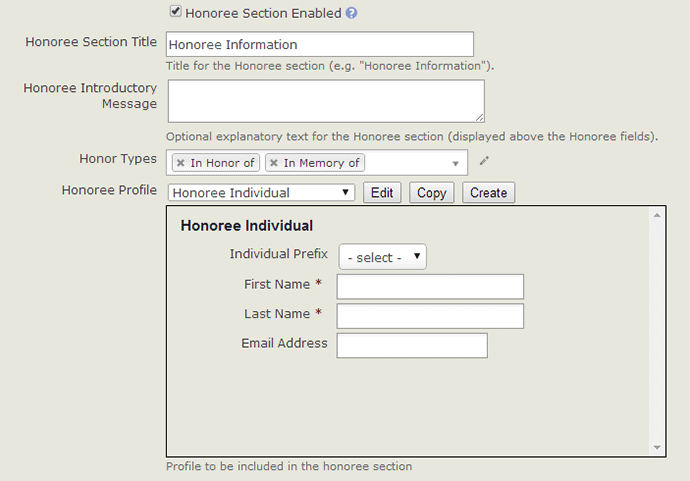 Honoree Section Enabled ?
Honoree Section Title Honoree Information
Title for the Honoree section (e.g. "Honoree Information").
Honoree Introductory
Message
Optional explanatory text for the Honoree section (displayed above the Honoree fields).
Honor Types × In Honor of × In Memory of
Honoree Profile Honoree Individual Edit Copy Create
Honoree Individual
Individual Prefix - select -
First Name *
Last Name *
Email Address
Profile to be included in the honoree section